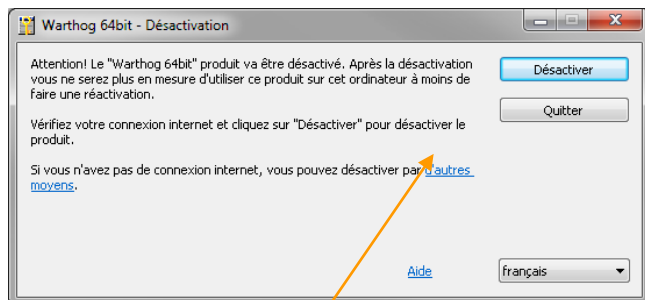 Warthog 64bit - Désactivation
Attention! Le "Warthog 64bit" produit va être désactivé. Après la désactivation
vous ne serez plus en mesure d'utiliser ce produit sur cet ordinateur à moins de
faire une réactivation.
Désactiver
Quitter
Vérifiez votre connexion internet et cliquez sur "Désactiver" pour désactiver le
produit.
Si vous n'avez pas de connexion internet, vous pouvez désactiver par d'autres
moyens.
Aide
français